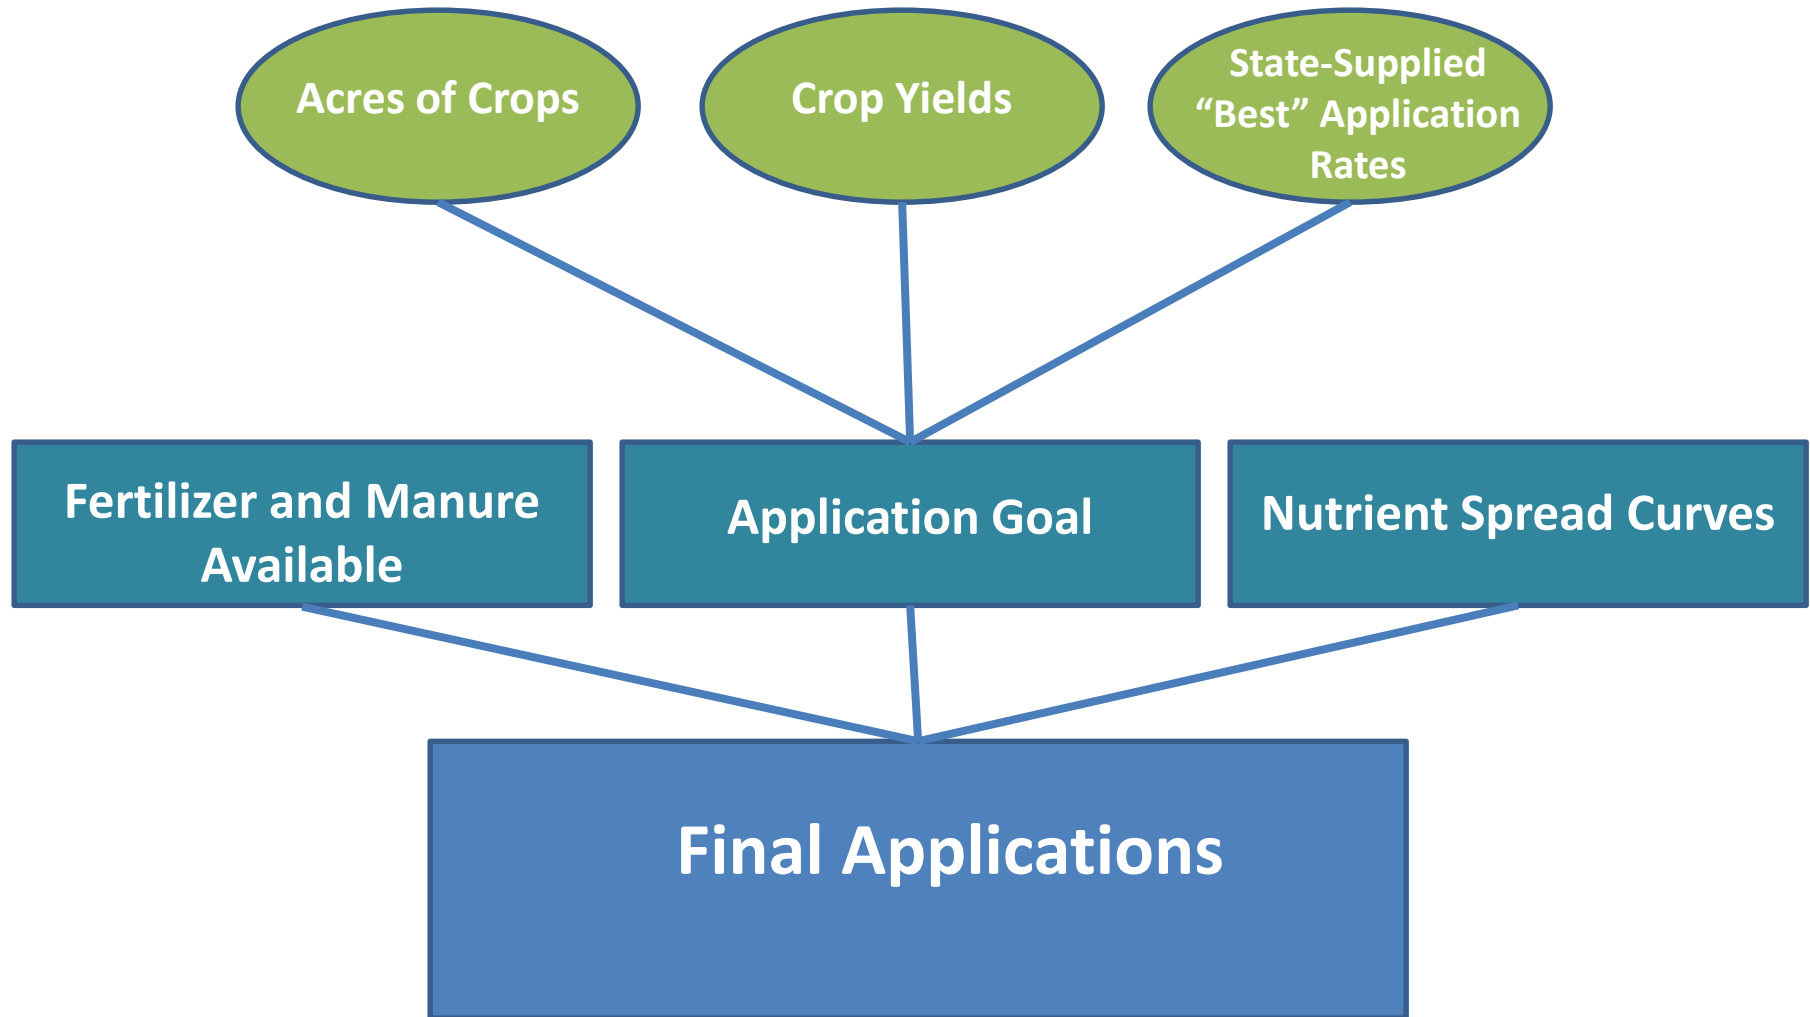 Acres of Crops
Crop Yields
State-Supplied
“Best” Application
Rates
Fertilizer and Manure
Available
Application Goal
Nutrient Spread Curves
Final Applications